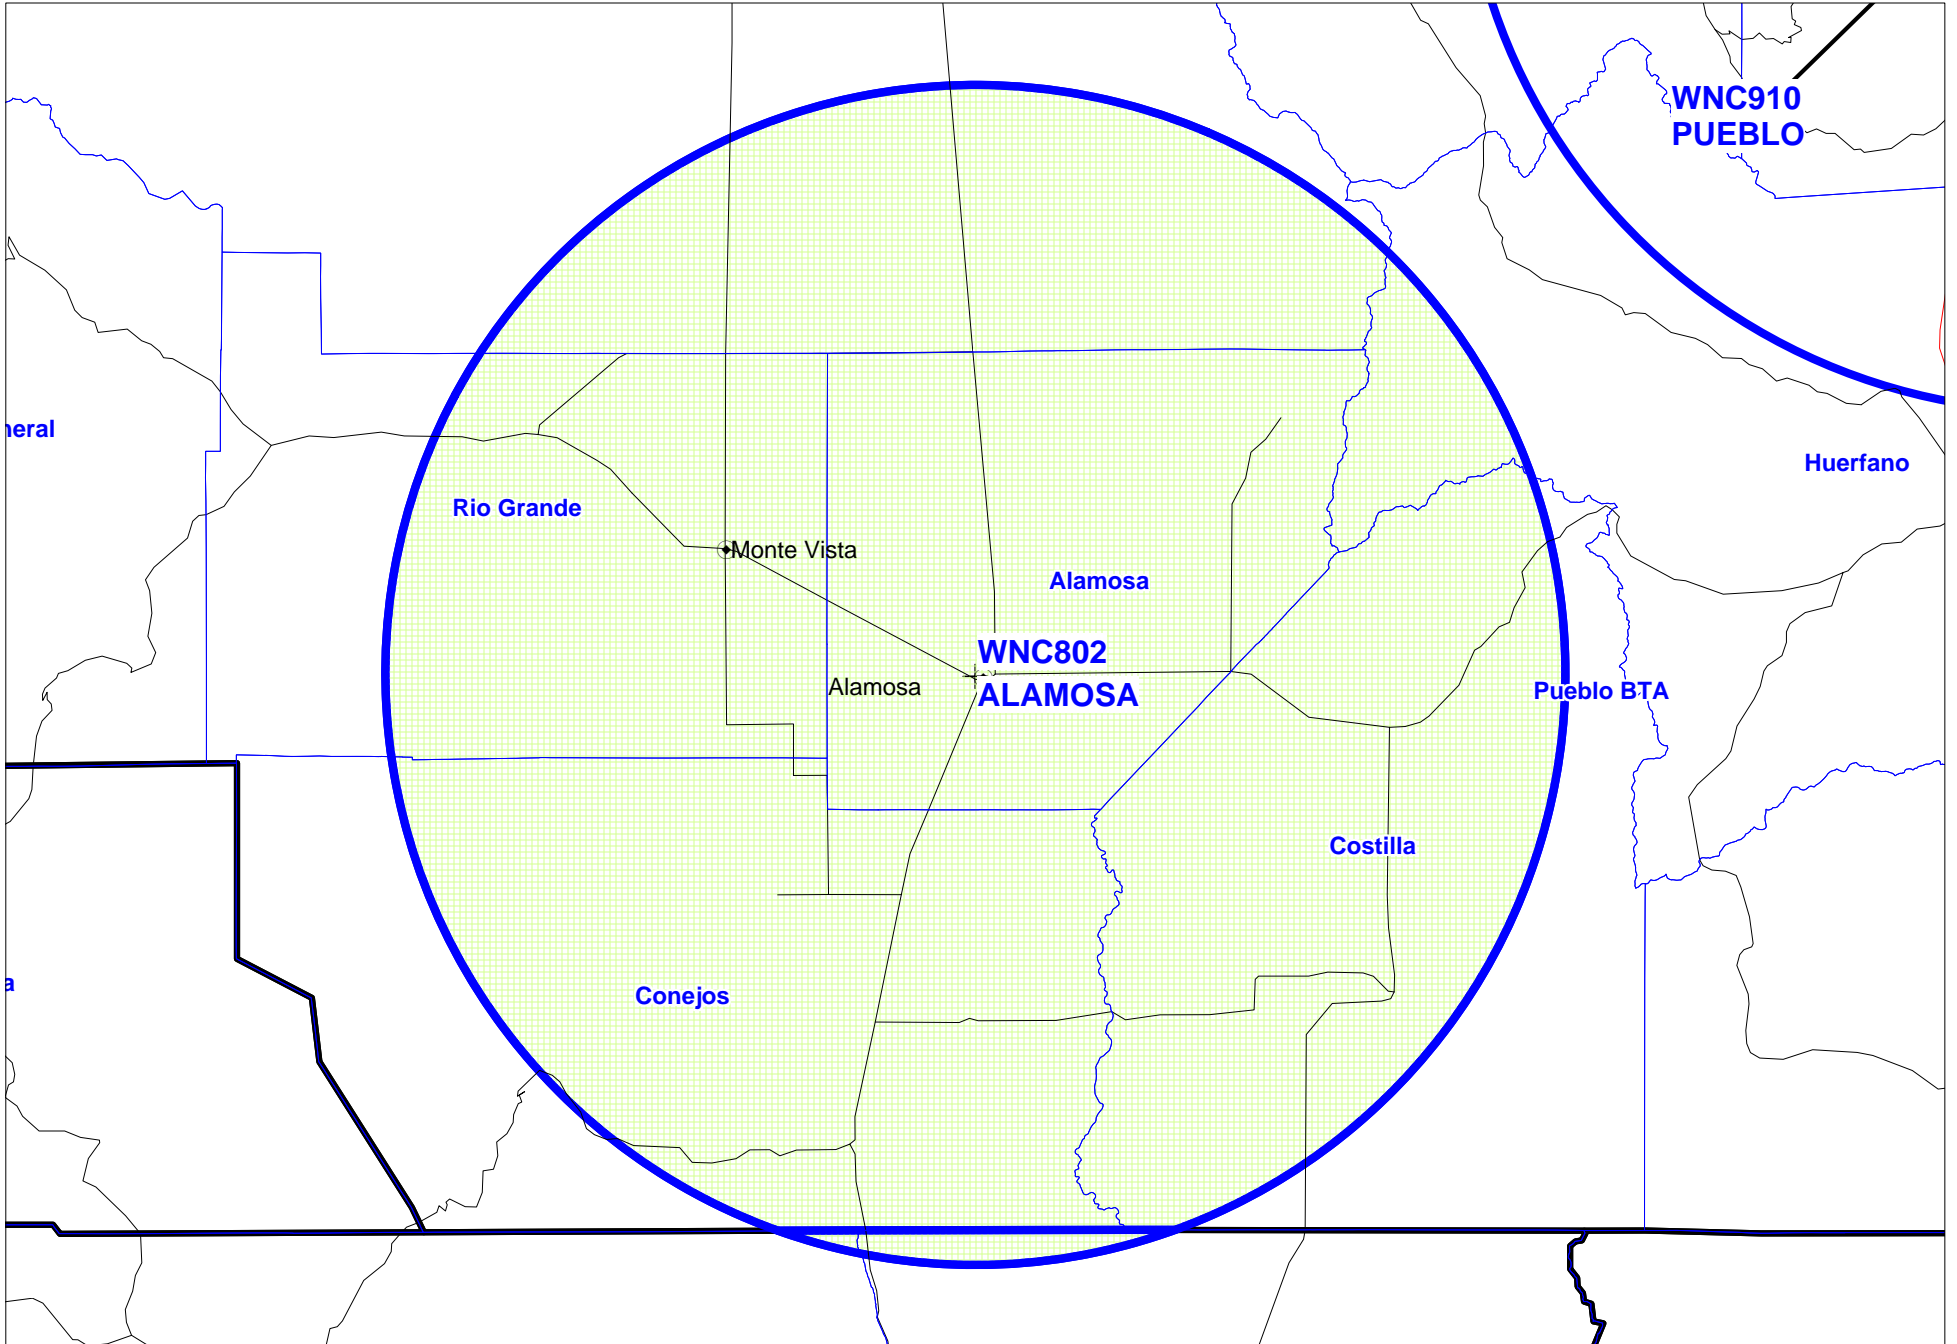 WNC910
PUEBLO
neral
Huerfano
Rio Grande
Monte Vista
Alamosa
WNC802
Alamosa
ALAMOSA
Pueblo BTA
Costilla
a
Conejos